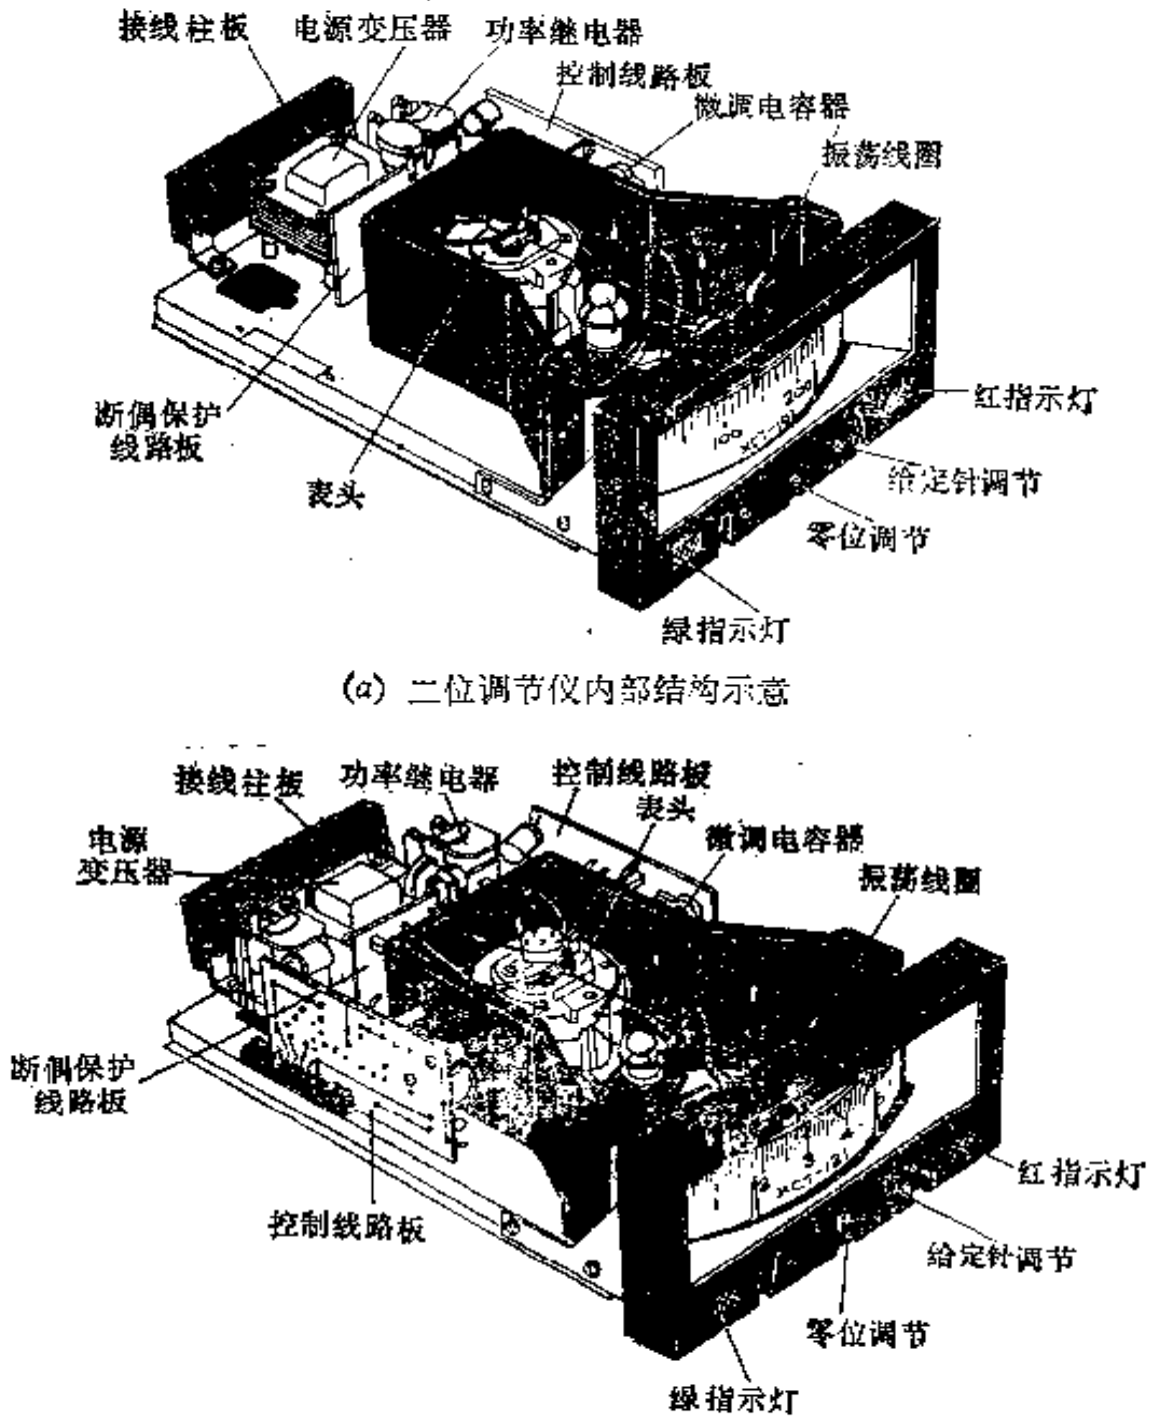 接线柱板
电源变压器
功率继电器
控制线路板
微调电容器
振荡线圈
断偶保护
线路板
表头
100
200
红指示灯
给定针调节
零位调节
绿指示灯
(a) 二位调节仪内部结构示意
接线柱板
功率继电器
控制线路板
表头
微调电容器
电源
变压器
振荡线圈
断偶保护
线路板
控制线路板
红指示灯
给定针调节
零位调节
绿指示灯